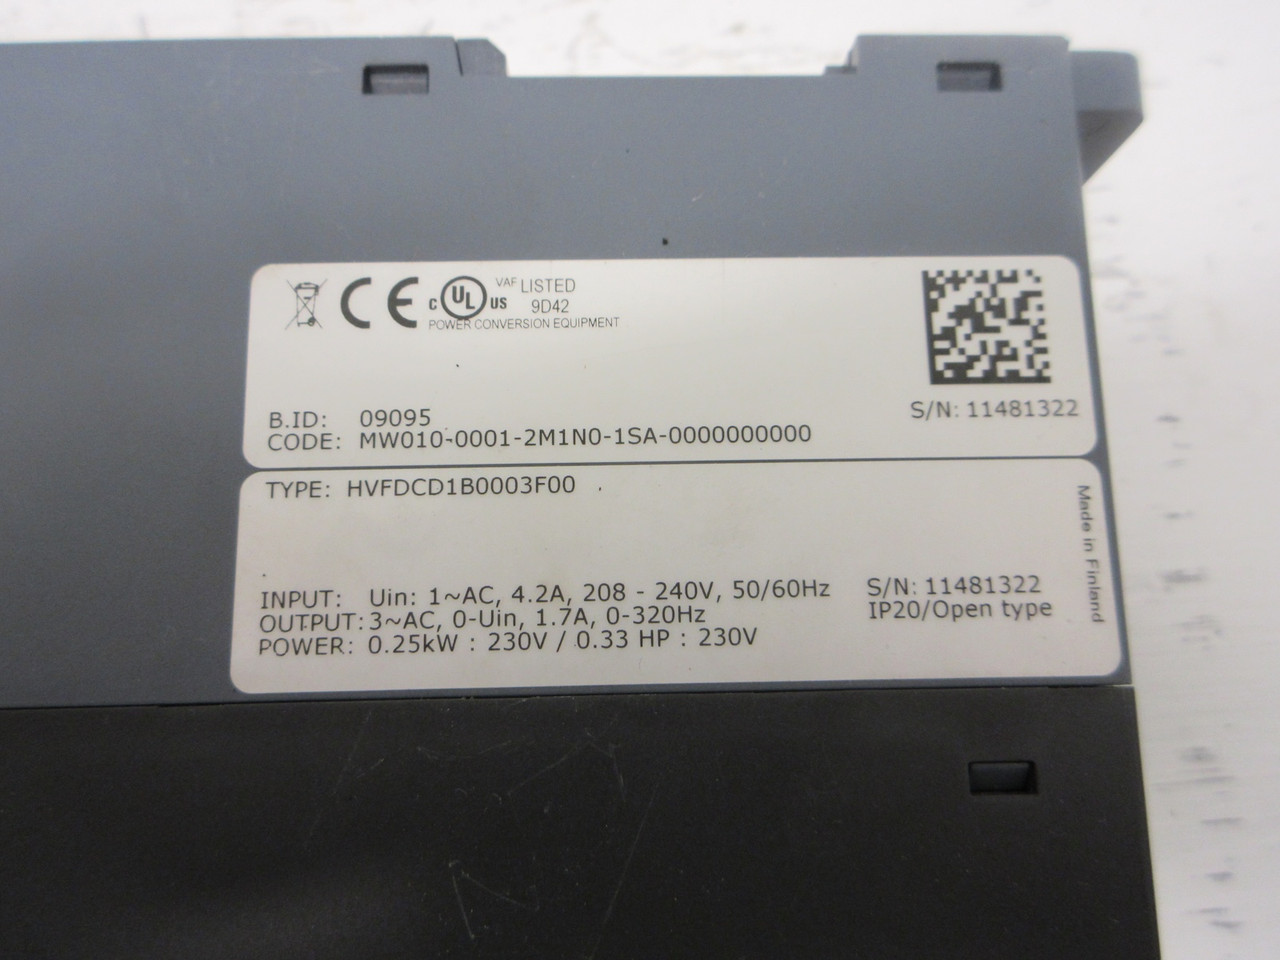 CE c UL us VAF LISTED
9D42
POWER CONVERSION EQUIPMENT
B.ID: 09095
CODE: MW010-0001-2M1N0-1SA-0000000000
S/N: 11481322
TYPE: HVFDCD1B0003F00
INPUT: Uin: 1~AC, 4.2A, 208 - 240V, 50/60Hz
OUTPUT: 3~AC, 0-Uin, 1.7A, 0-320Hz
POWER: 0.25kW : 230V / 0.33 HP : 230V
S/N: 11481322
IP20/Open type
Made in Finland